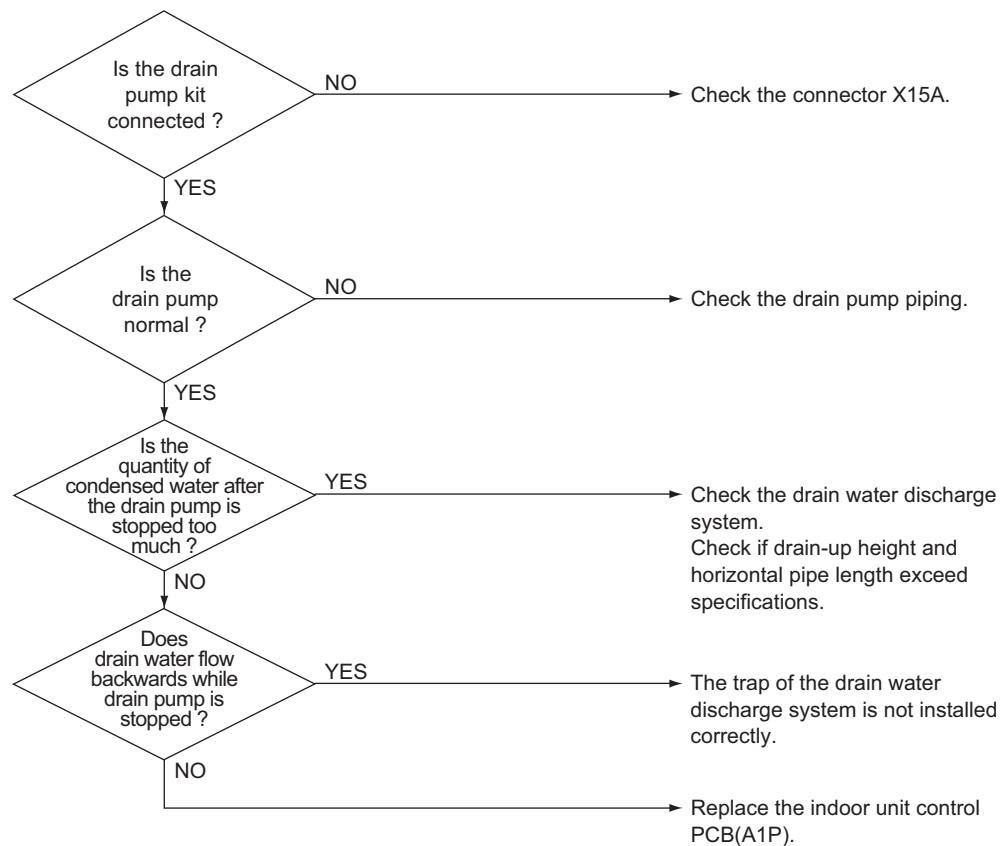 Is the drain
pump kit
connected ?
NO
Check the connector X15A.
YES
Is the
drain pump
normal ?
NO
Check the drain pump piping.
YES
Is the
quantity of
condensed water after
the drain pump is
stopped too
much ?
YES
Check the drain water discharge
system.
Check if drain-up height and
horizontal pipe length exceed
specifications.
NO
Does
drain water flow
backwards while
drain pump is
stopped ?
YES
The trap of the drain water
discharge system is not installed
correctly.
NO
Replace the indoor unit control
PCB(A1P).